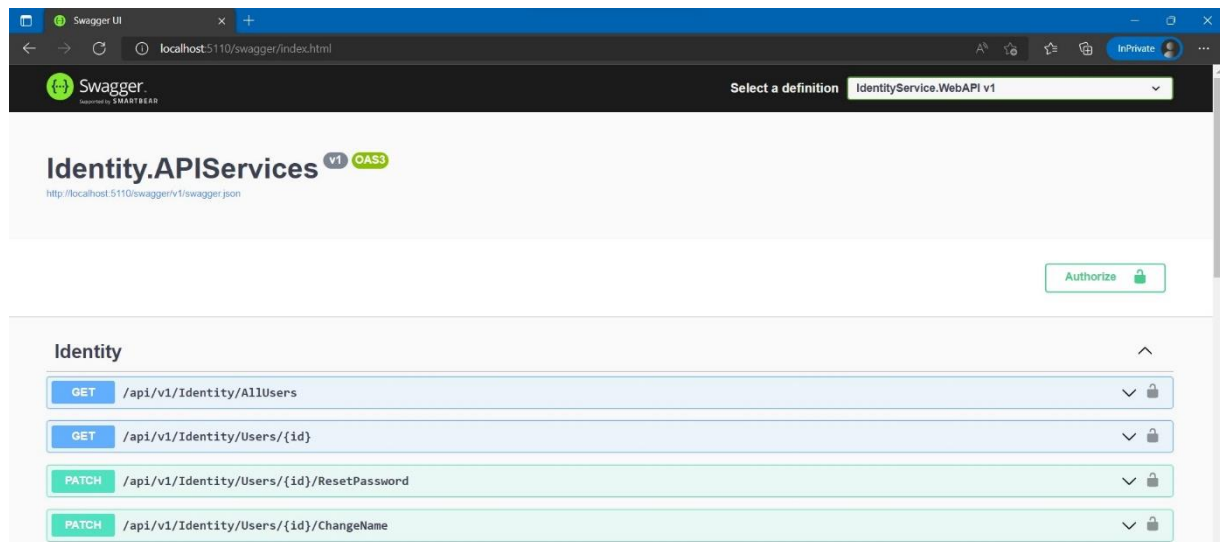 Swagger UI
localhost:5110/swagger/index.html
InPrivate
Swagger.
Supported by SMARTBEAR
Select a definition
IdentityService.WebAPI v1
Identity.APIServices v1 OAS3
http://localhost:5110/swagger/v1/swagger.json
Authorize
Identity
GET /api/v1/Identity/AllUsers
GET /api/v1/Identity/Users/{id}
PATCH /api/v1/Identity/Users/{id}/ResetPassword
PATCH /api/v1/Identity/Users/{id}/ChangeName